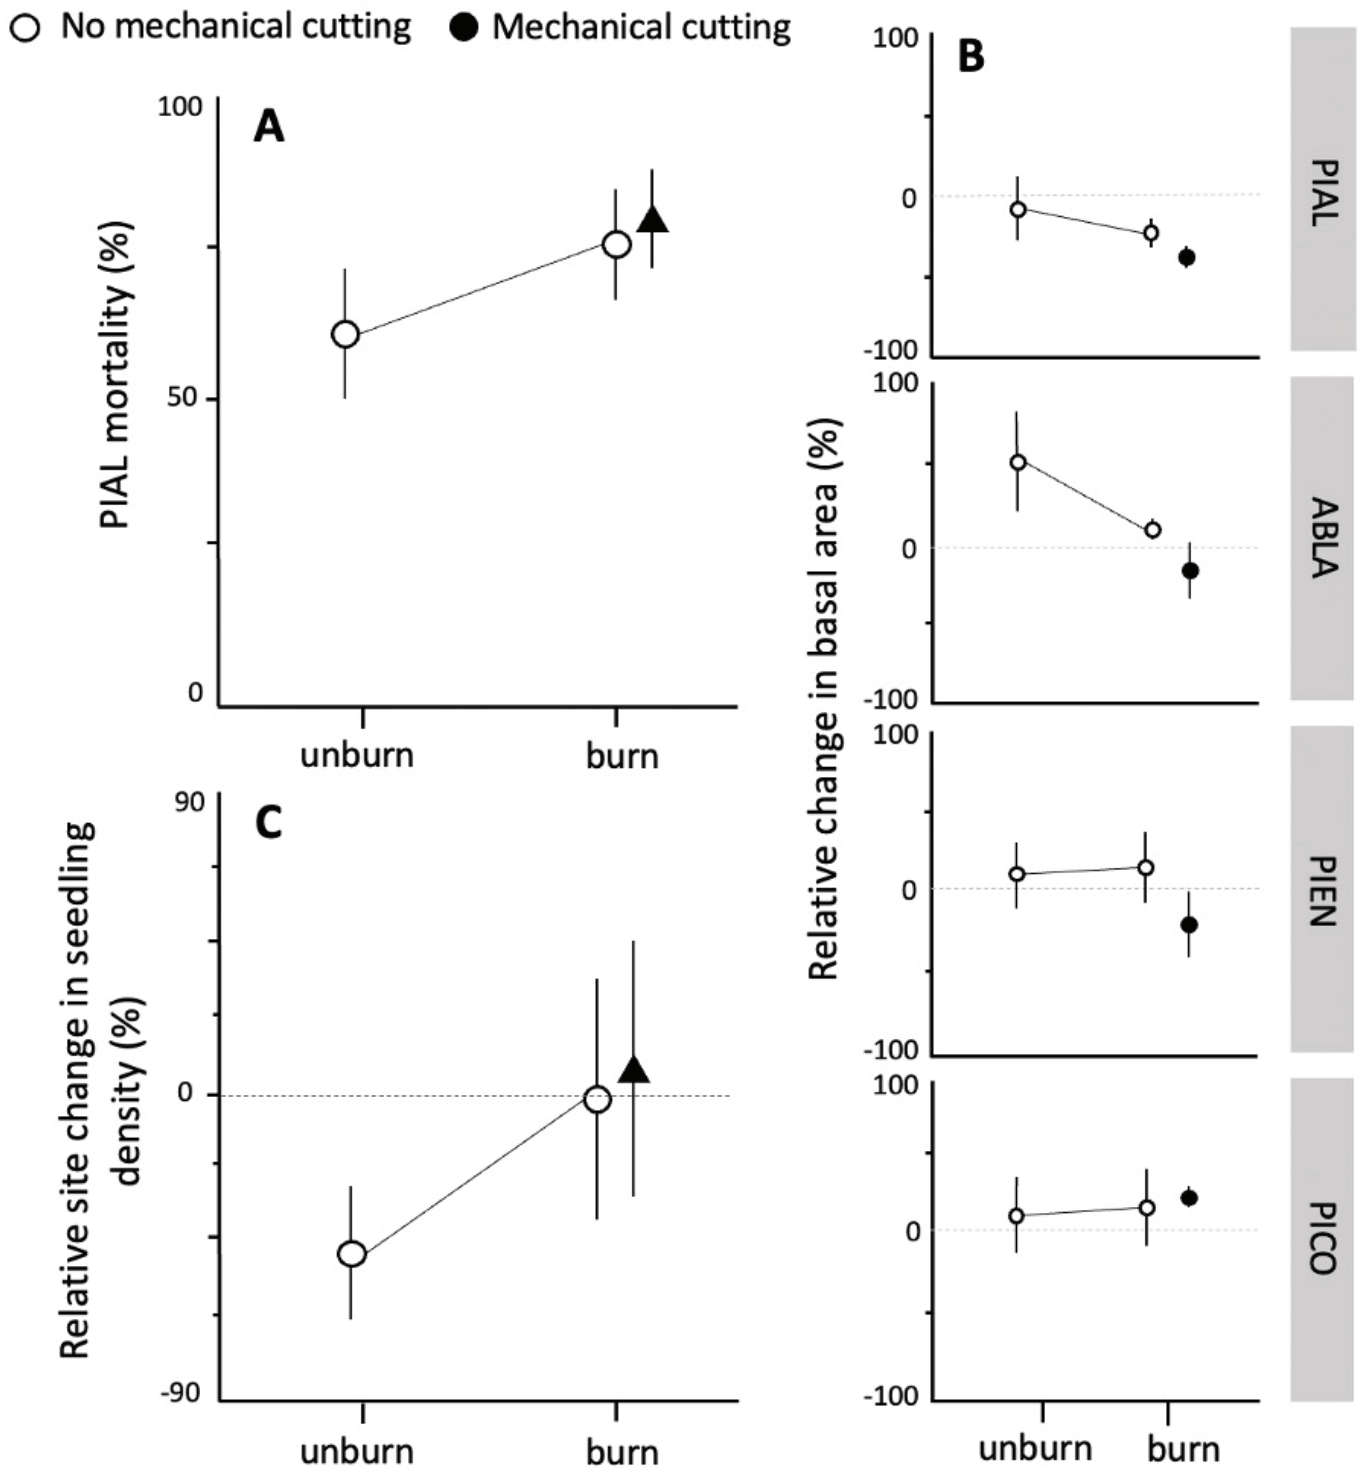 No mechanical cutting
Mechanical cutting
A
PIAL mortality (%)
100
50
0
unburn
burn
C
Relative site change in seedling
density (%)
90
0
-90
unburn
burn
B
Relative change in basal area (%)
100
0
-100
PIAL
100
0
-100
ABLA
100
0
-100
PIEN
100
0
-100
PICO
unburn
burn